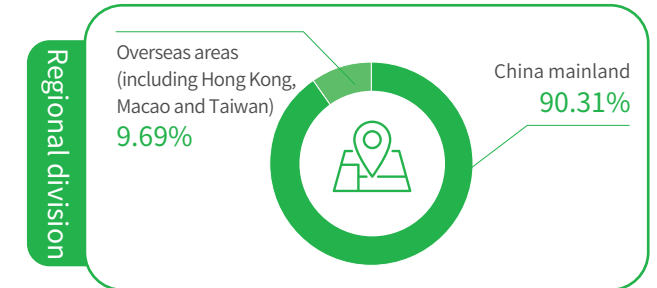 Regional division
Overseas areas
(including Hong Kong,
Macao and Taiwan)
9.69%
China mainland
90.31%